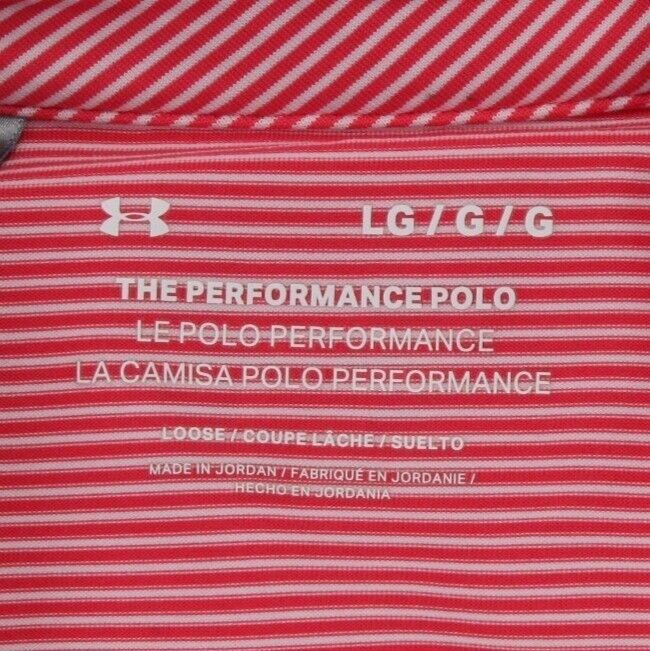 LG / G / G
THE PERFORMANCE POLO
LE POLO PERFORMANCE
LA CAMISA POLO PERFORMANCE
LOOSE / COUPE LÂCHE / SUELTO
MADE IN JORDAN / FABRIQUÉ EN JORDANIE /
HECHO EN JORDANIA